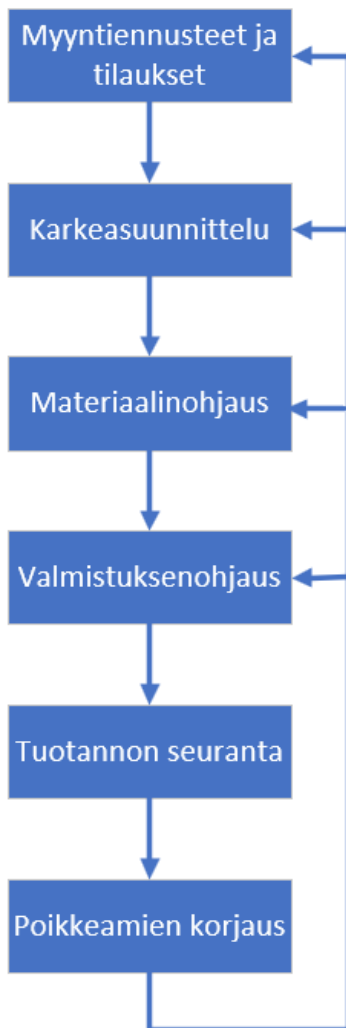 Myyntiennusteet ja
tilaukset
Karkeasuunnittelu
Materiaalinohjaus
Valmistuksenohjaus
Tuotannon seuranta
Poikkeamien korjaus